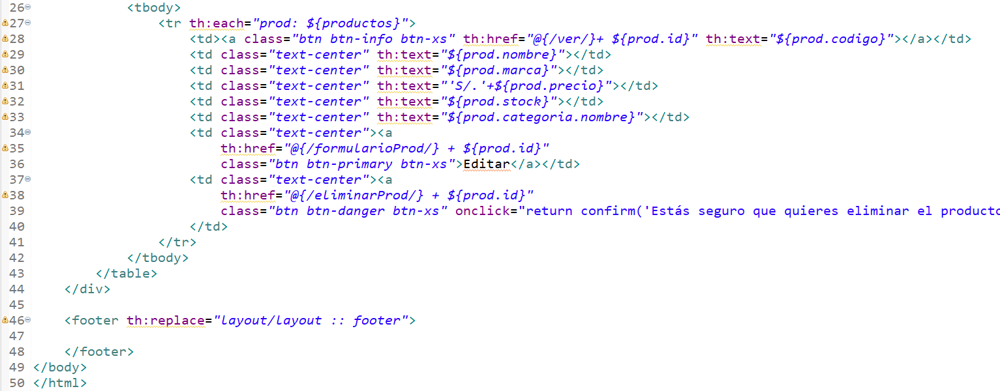 26 <tbody>
27 <tr th:each="prod: ${productos}">
28 <td><a class="btn btn-info btn-xs" th:href="@{/ver/}+ ${prod.id}" th:text="${prod.codigo}"></a></td>
29 <td class="text-center" th:text="${prod.nombre}"></td>
30 <td class="text-center" th:text="${prod.marca}"></td>
31 <td class="text-center" th:text="'S/.'+${prod.precio}"></td>
32 <td class="text-center" th:text="${prod.stock}"></td>
33 <td class="text-center" th:text="${prod.categoria.nombre}"></td>
34 <td class="text-center"><a
35 th:href="@{/formularioProd/} + ${prod.id}"
36 class="btn btn-primary btn-xs">Editar</a></td>
37 <td class="text-center"><a
38 th:href="@{/eliminarProd/} + ${prod.id}"
39 class="btn btn-danger btn-xs" onclick="return confirm('Estás seguro que quieres eliminar el producto
40 </td>
41 </tr>
42 </tbody>
43 </table>
44 </div>
45
46 <footer th:replace="layout/layout :: footer">
47
48 </footer>
49 </body>
50 </html>